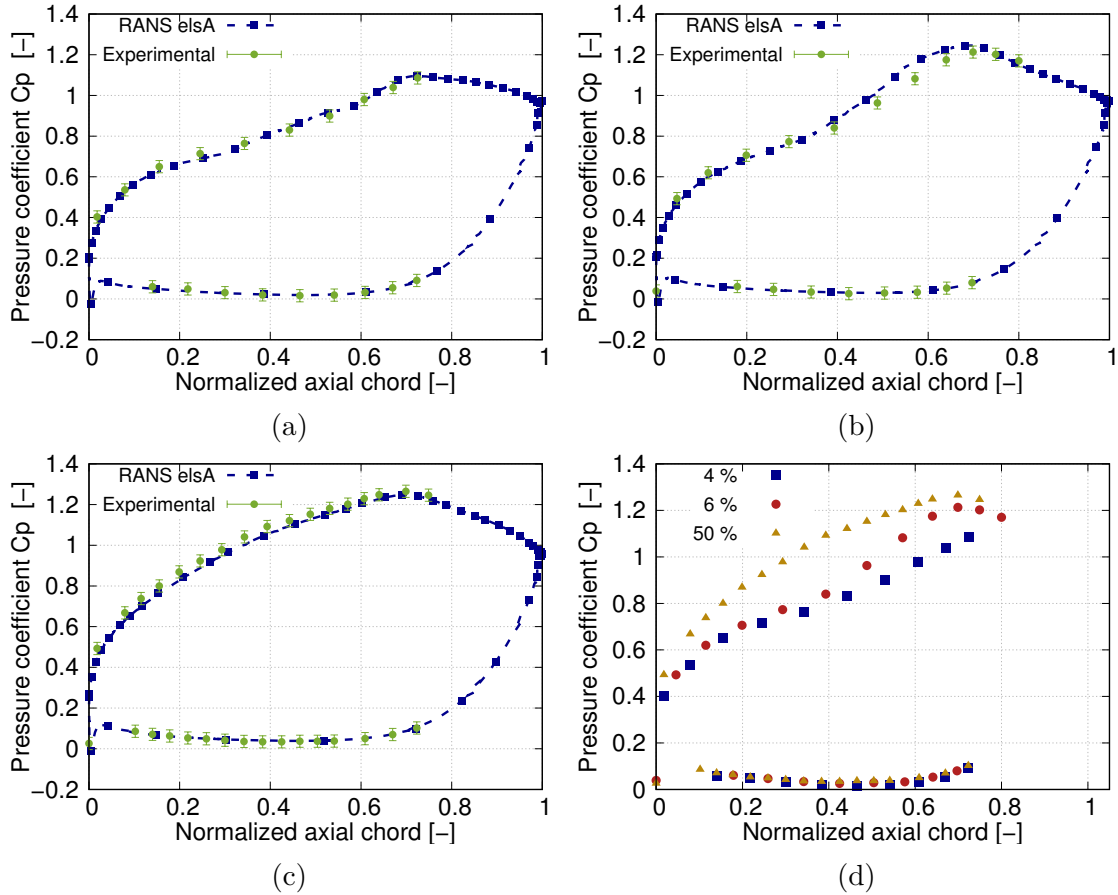 RANS elsA
Experimental
Pressure coefficient Cp [−]
1.4
1.2
1
0.8
0.6
0.4
0.2
0
−0.2
0 0.2 0.4 0.6 0.8 1
Normalized axial chord [−]
(a)
RANS elsA
Experimental
Pressure coefficient Cp [−]
1.4
1.2
1
0.8
0.6
0.4
0.2
0
−0.2
0 0.2 0.4 0.6 0.8 1
Normalized axial chord [−]
(b)
RANS elsA
Experimental
Pressure coefficient Cp [−]
1.4
1.2
1
0.8
0.6
0.4
0.2
0
−0.2
0 0.2 0.4 0.6 0.8 1
Normalized axial chord [−]
(c)
4 %
6 %
50 %
Pressure coefficient Cp [−]
1.4
1.2
1
0.8
0.6
0.4
0.2
0
0 0.2 0.4 0.6 0.8 1
Normalized axial chord [−]
(d)